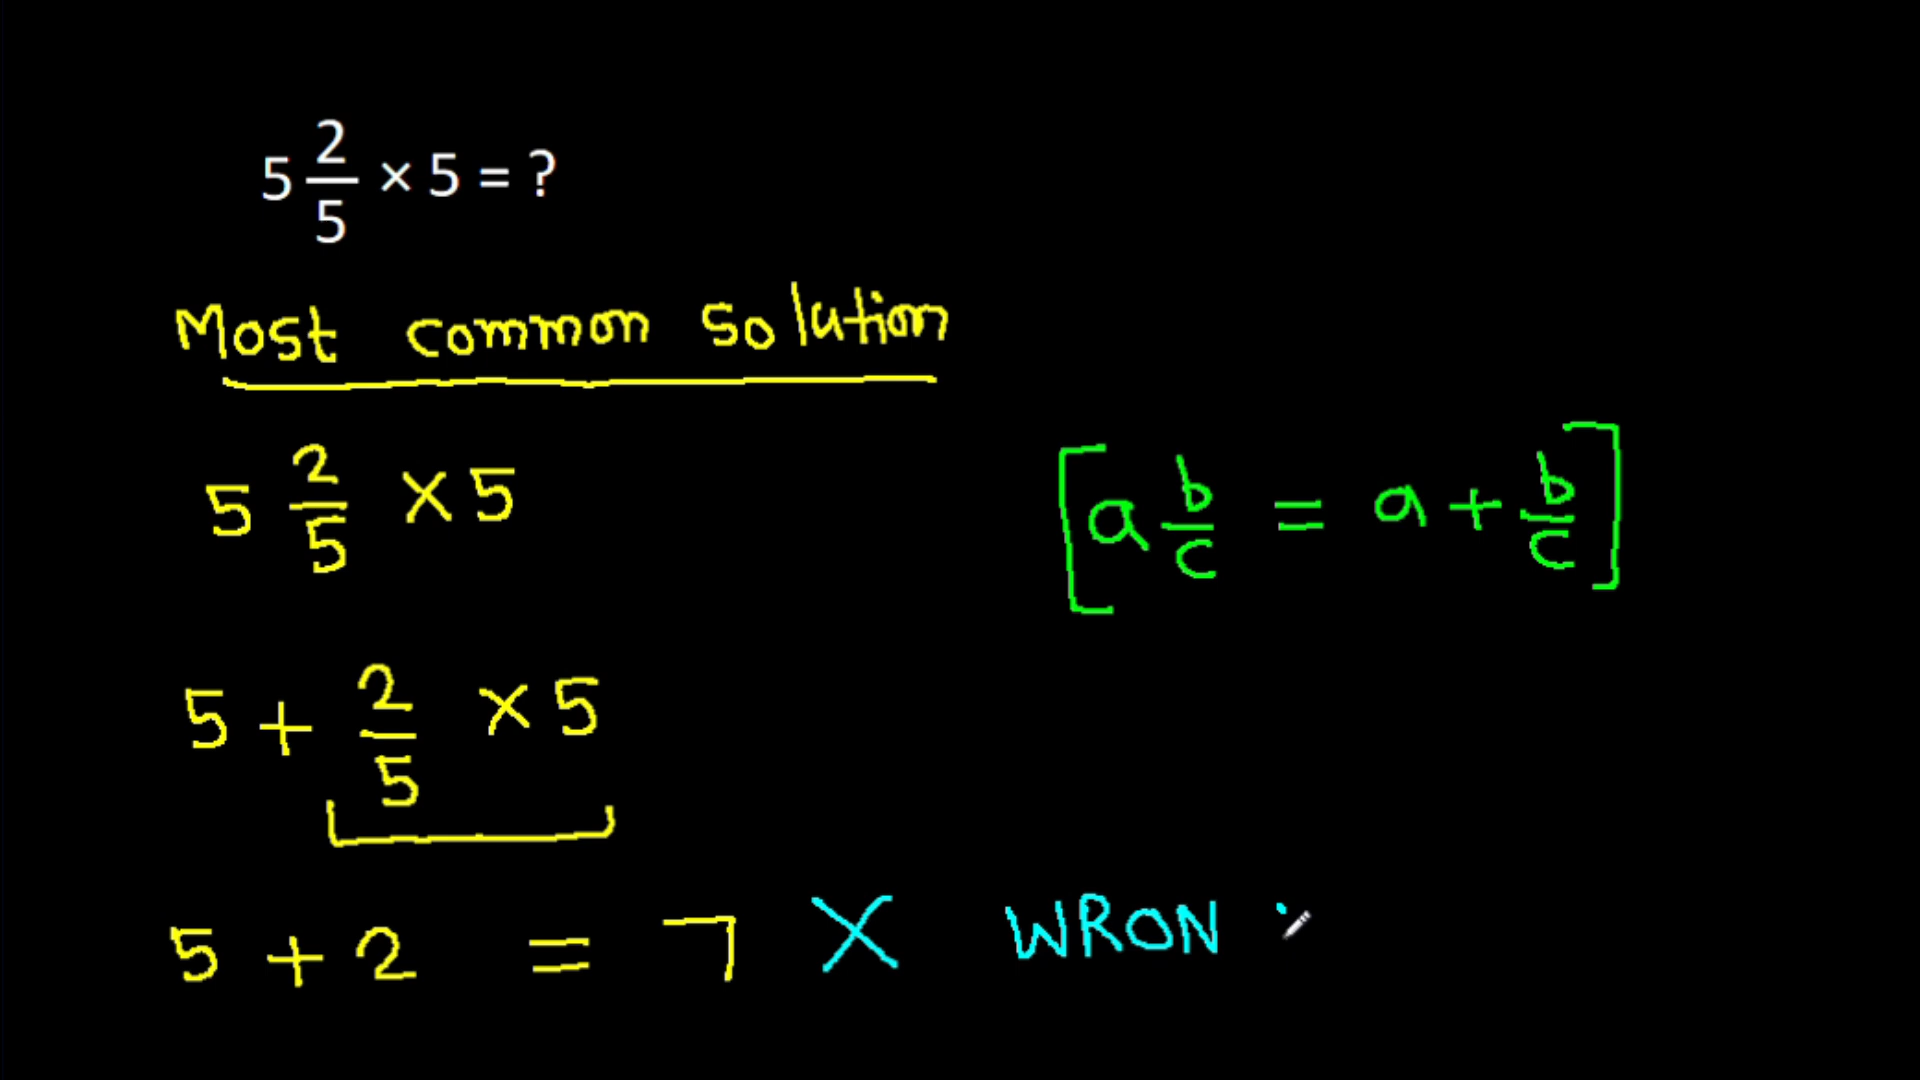 5 2/5 × 5 = ?
Most common solution
5 2/5 × 5
[a b/c = a + b/c]
5 + 2/5 × 5
5 + 2 = 7 X WRON